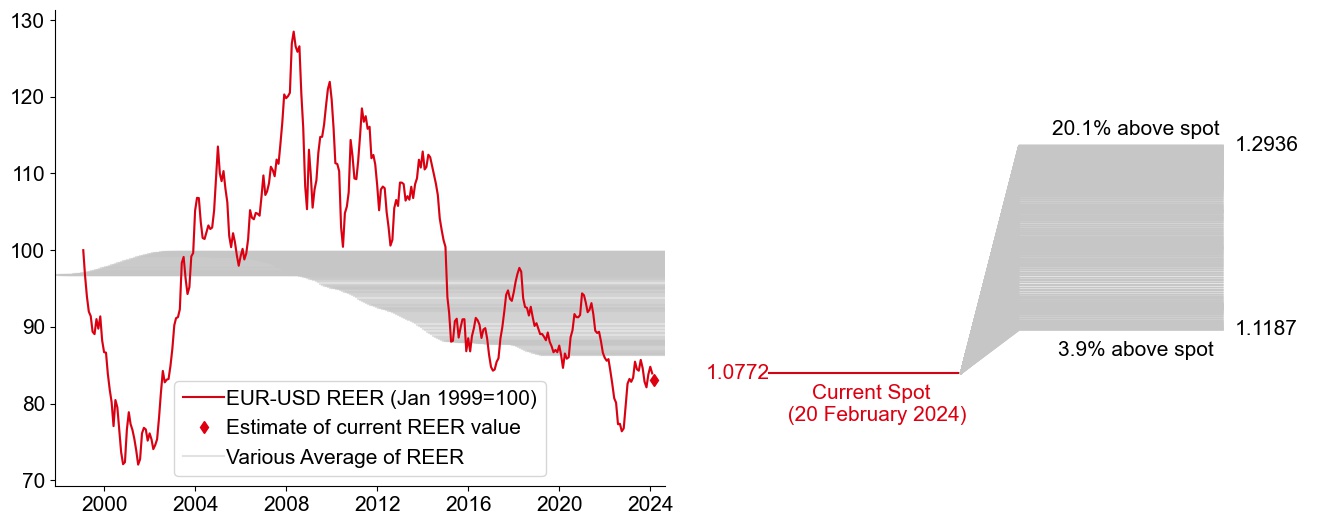 130
120
110
100
90
80
70
2000
2004
2008
2012
2016
2020
2024
EUR-USD REER (Jan 1999=100)
Estimate of current REER value
Various Average of REER
20.1% above spot
1.2936
1.1187
3.9% above spot
1.0772
Current Spot
(20 February 2024)